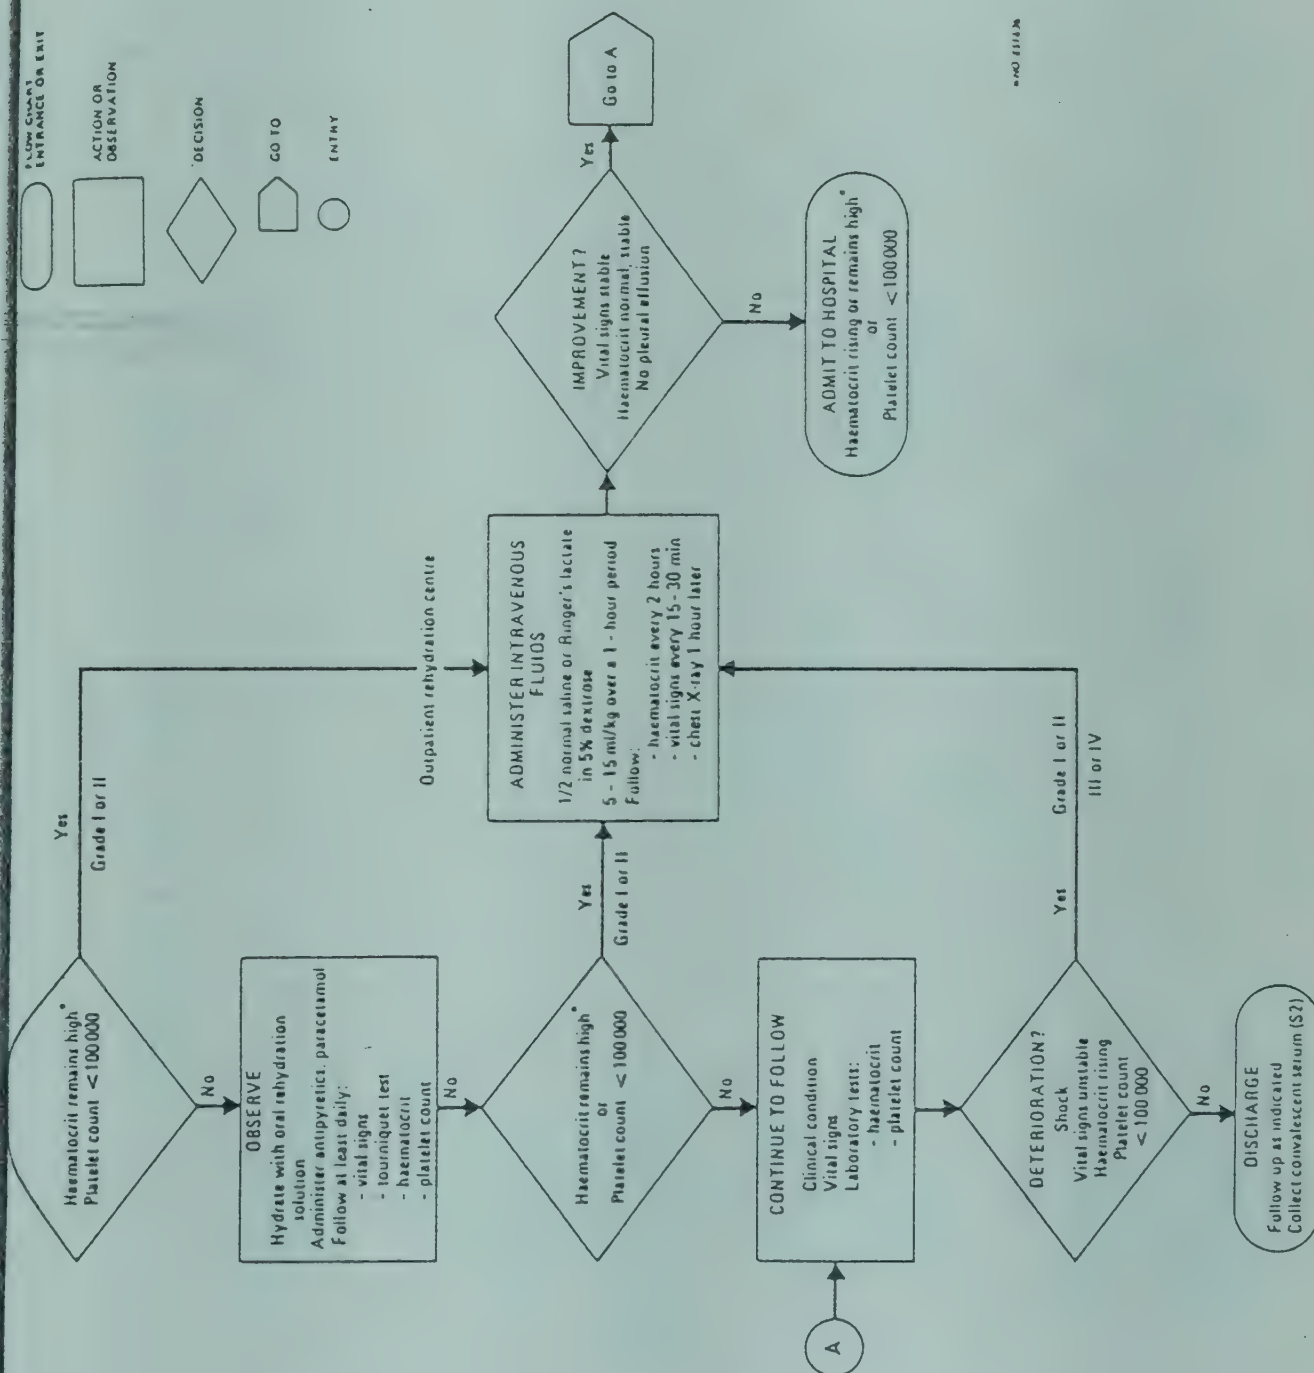 FLOW CHART
ENTRANCE OR EXIT
ACTION OR
OBSERVATION
DECISION
GO TO
ENTRY
Haematocrit remains high*
Platelet count <100 000
Yes
Grade I or II
No
OBSERVE
Hydrate with oral rehydration
solution
Administer antipyretics, paracetamol
Follow at least daily:
- vital signs
- tourniquet test
- haematocrit
- platelet count
No
Haematocrit remains high*
or
Platelet count <100 000
Yes
Grade I or II
No
CONTINUE TO FOLLOW
Clinical condition
Vital signs
Laboratory tests:
- haematocrit
- platelet count
A
DETERIORATION?
Shock
Vital signs unstable
Haematocrit rising
Platelet count
< 100 000
Yes
Grade I or II
III or IV
No
DISCHARGE
Follow up as indicated
Collect convalescent serum (S2)
Outpatient rehydration centre
ADMINISTER INTRAVENOUS
FLUIDS
1/2 normal saline or Ringer's lactate
in 5% dextrose
5 - 15 ml/kg over a 1 - hour period
Follow:
- haematocrit every 2 hours
- vital signs every 15-30 min
- chest X-ray 1 hour later
IMPROVEMENT?
Vital signs stable
Haematocrit normal, stable
No pleural effusion
Yes
Go to A
No
ADMIT TO HOSPITAL
Haematocrit rising or remains high*
or
Platelet count <100 000